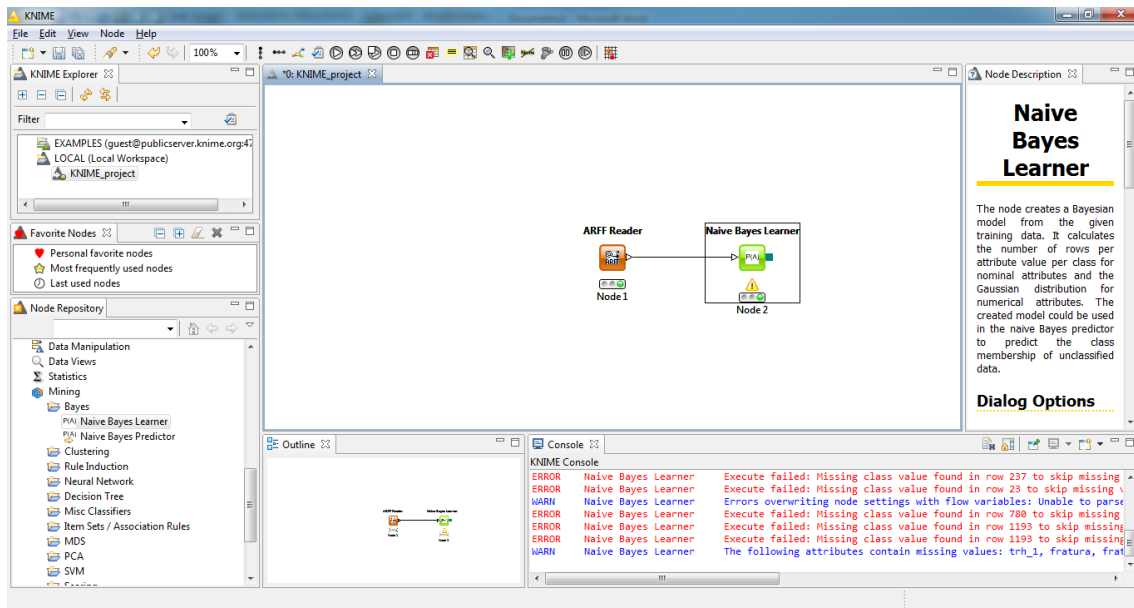 KNIME
File Edit View Node Help
100%
KNIME Explorer
Filter
EXAMPLES (guest@publicserver.knime.org:47
LOCAL (Local Workspace)
KNIME_project
Favorite Nodes
Personal favorite nodes
Most frequently used nodes
Last used nodes
Node Repository
Data Manipulation
Data Views
Statistics
Mining
Bayes
P(A) Naive Bayes Learner
P(A) Naive Bayes Predictor
Clustering
Rule Induction
Neural Network
Decision Tree
Misc Classifiers
Item Sets / Association Rules
MDS
PCA
SVM
*0: KNIME_project
ARFF Reader
ARFF
Node 1
Naive Bayes Learner
P(A)
Node 2
Outline
ARFF Reader
Naive Bayes Learner
Node 1
Node 2
Console
KNIME Console
ERROR Naive Bayes Learner Execute failed: Missing class value found in row 237 to skip missing
ERROR Naive Bayes Learner Execute failed: Missing class value found in row 23 to skip missing
WARN Naive Bayes Learner Errors overwriting node settings with flow variables: Unable to parse
ERROR Naive Bayes Learner Execute failed: Missing class value found in row 780 to skip missing
ERROR Naive Bayes Learner Execute failed: Missing class value found in row 1193 to skip missing
ERROR Naive Bayes Learner Execute failed: Missing class value found in row 1193 to skip missing
WARN Naive Bayes Learner The following attributes contain missing values: trh_1, fratura, frat
Node Description
Naive
Bayes
Learner
The node creates a Bayesian
model from the given
training data. It calculates
the number of rows per
attribute value per class for
nominal attributes and the
Gaussian distribution for
numerical attributes. The
created model could be used
in the naive Bayes predictor
to predict the class
membership of unclassified
data.
Dialog Options